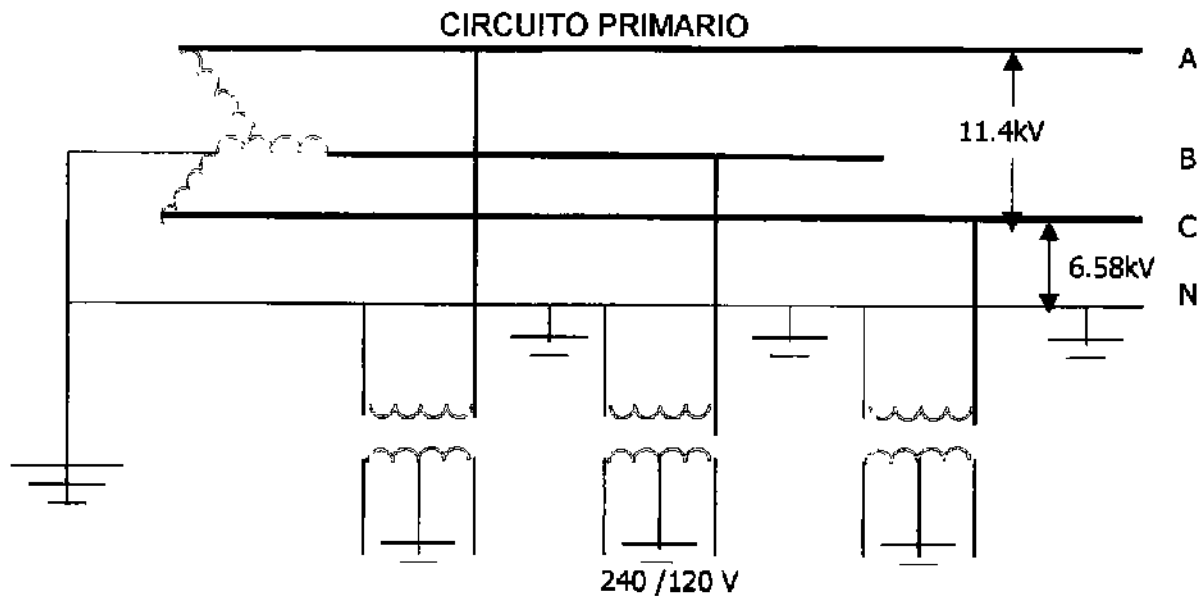 CIRCUITO PRIMARIO
A
11.4kV
B
C
6.58kV
N
240 /120 V